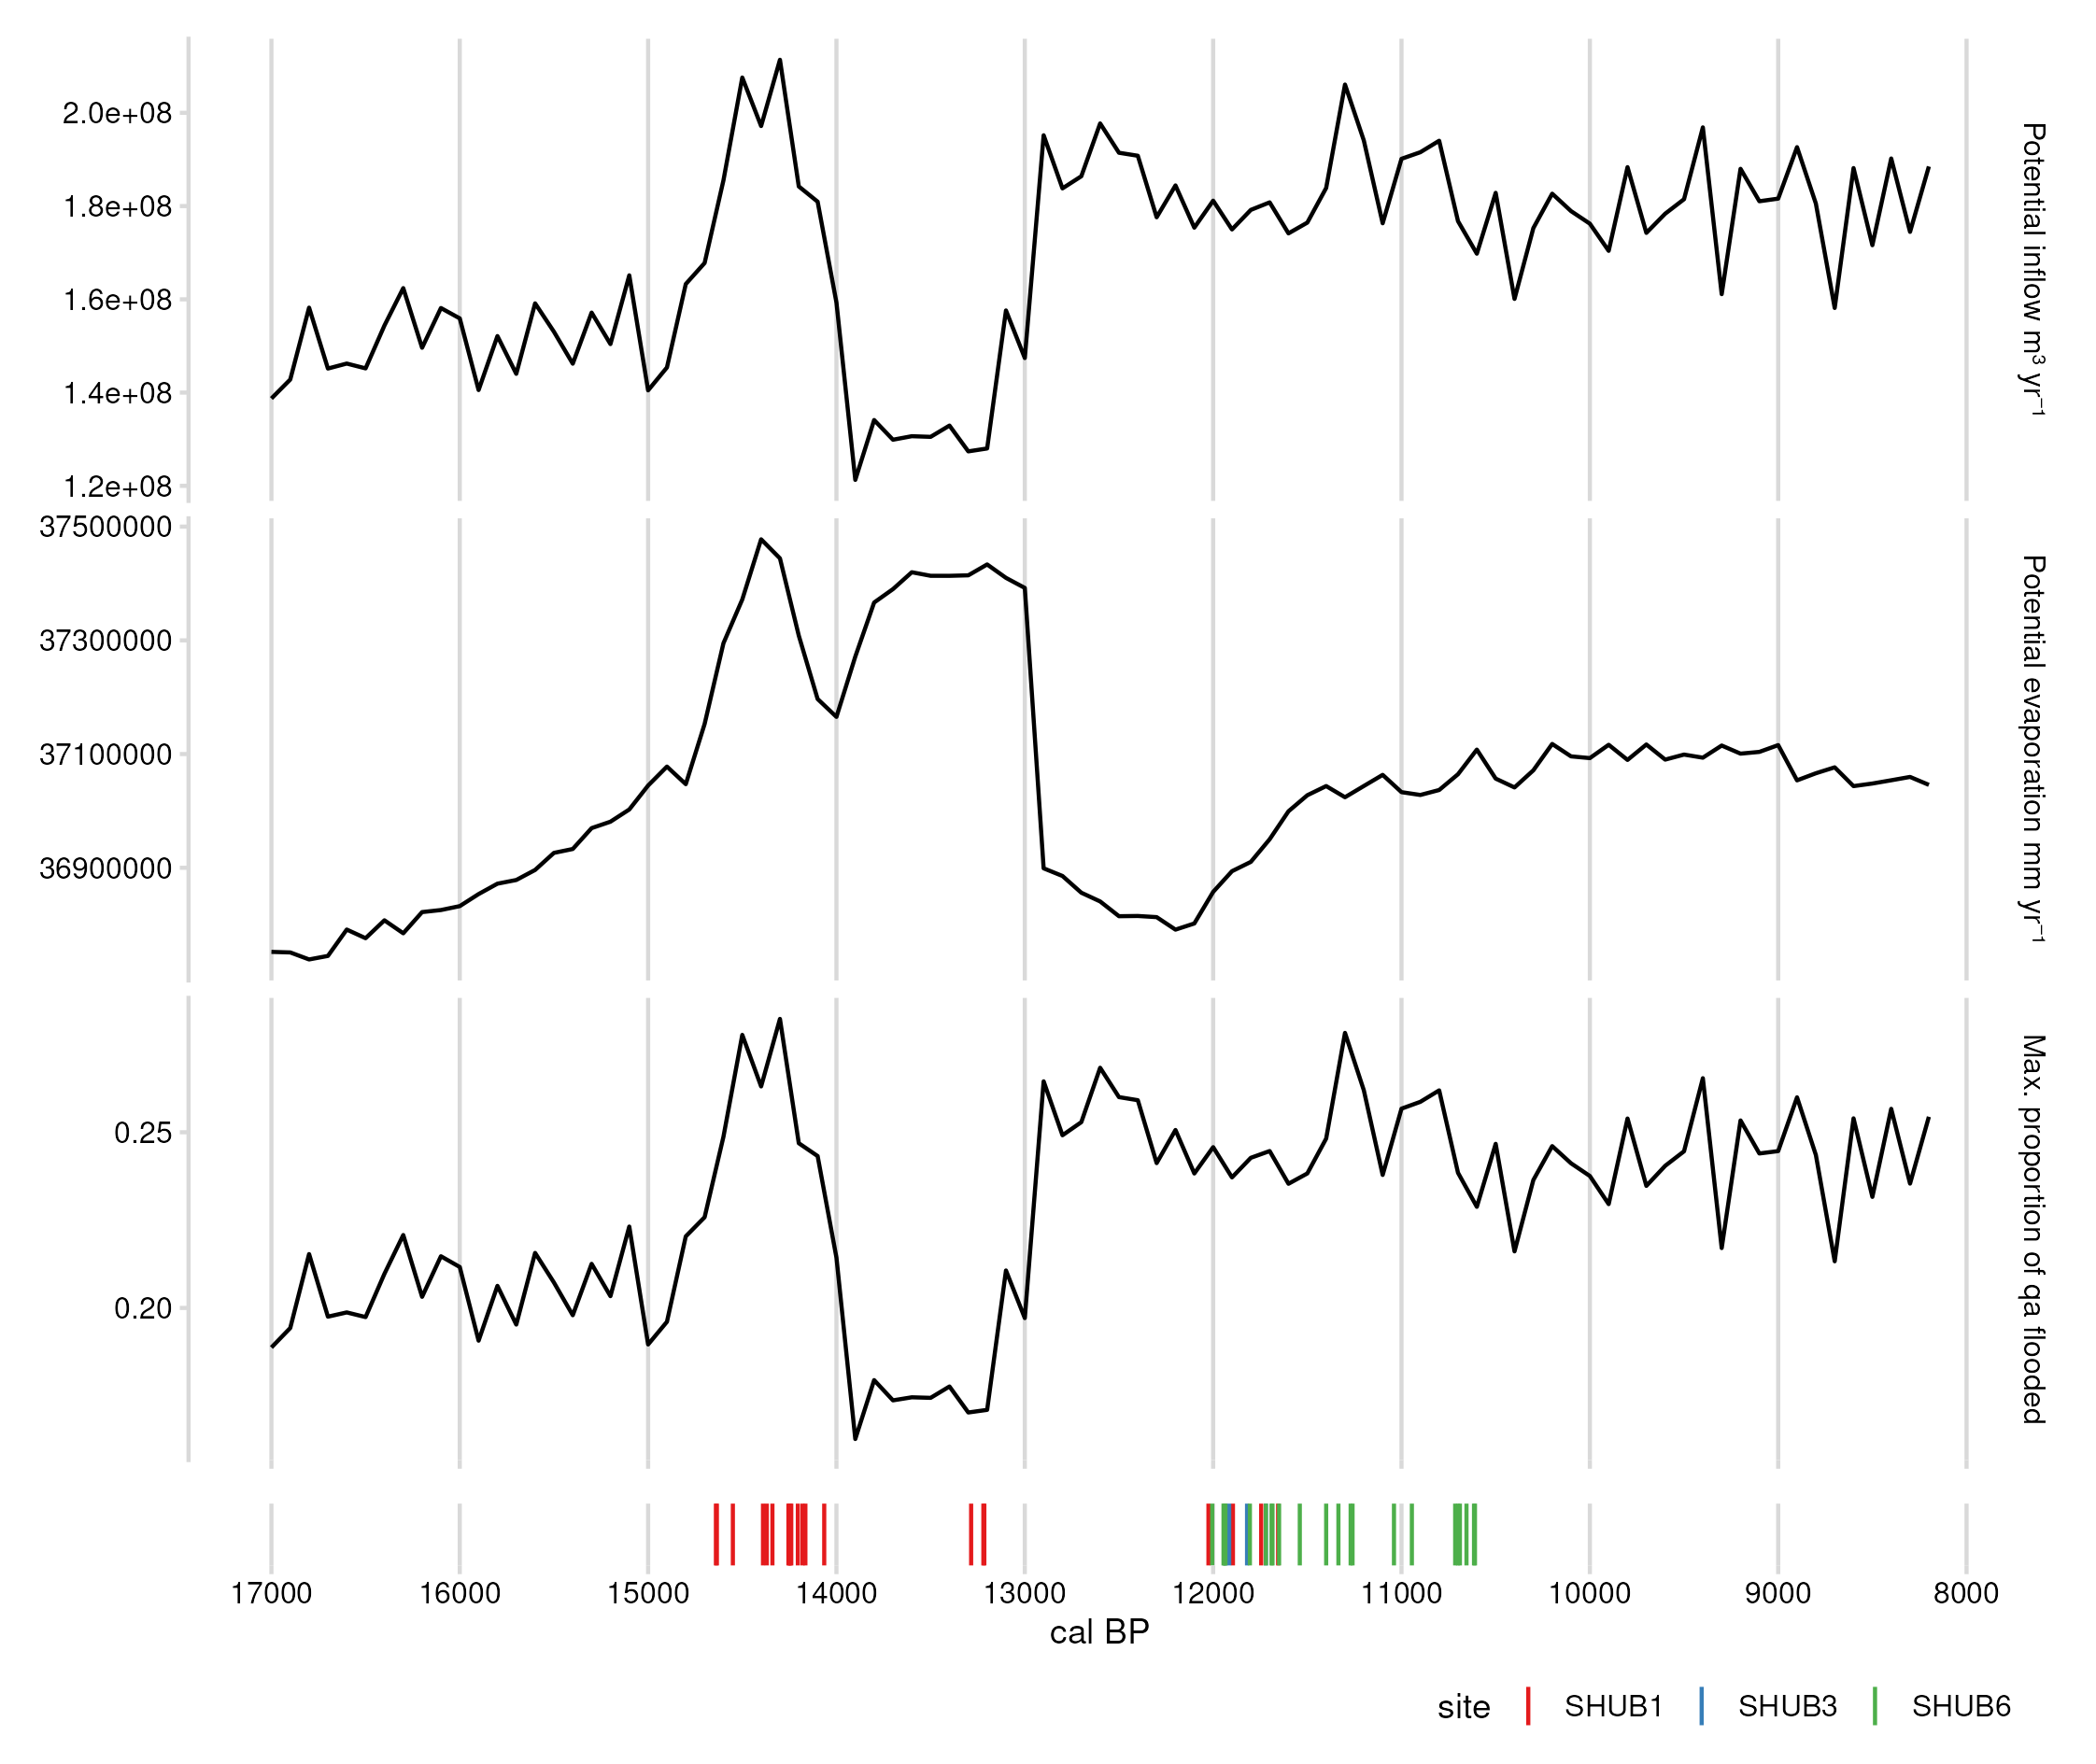 2.0e+08
1.8e+08
1.6e+08
1.4e+08
1.2e+08
Potential inflow m³ yr⁻¹
37500000
37300000
37100000
36900000
Potential evaporation mm yr⁻¹
0.25
0.20
Max. proportion of qa flooded
17000 16000 15000 14000 13000 12000 11000 10000 9000 8000
cal BP
site SHUB1 SHUB3 SHUB6